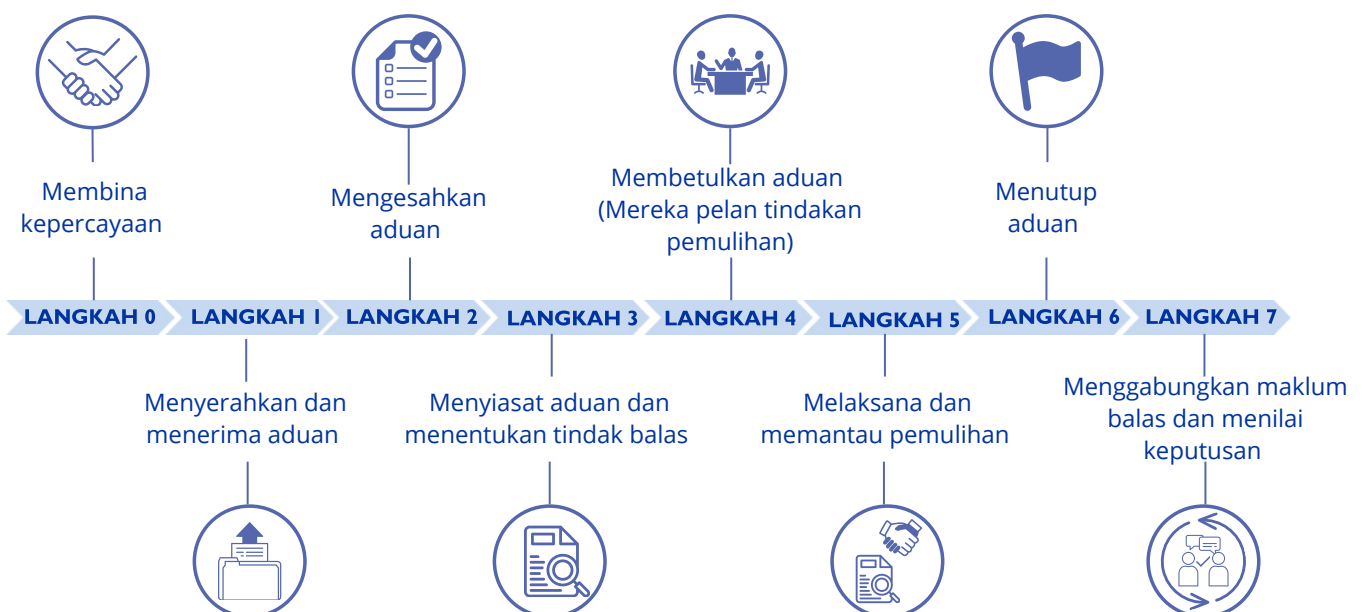 Membina
kepercayaan
Mengesahkan
aduan
Membetulkan aduan
(Mereka pelan tindakan
pemulihan)
Menutup
aduan
LANGKAH 0
LANGKAH 1
LANGKAH 2
LANGKAH 3
LANGKAH 4
LANGKAH 5
LANGKAH 6
LANGKAH 7
Menyerahkan dan
menerima aduan
Menyiasat aduan dan
menentukan tindak balas
Melaksana dan
memantau pemulihan
Menggabungkan maklum
balas dan menilai
keputusan